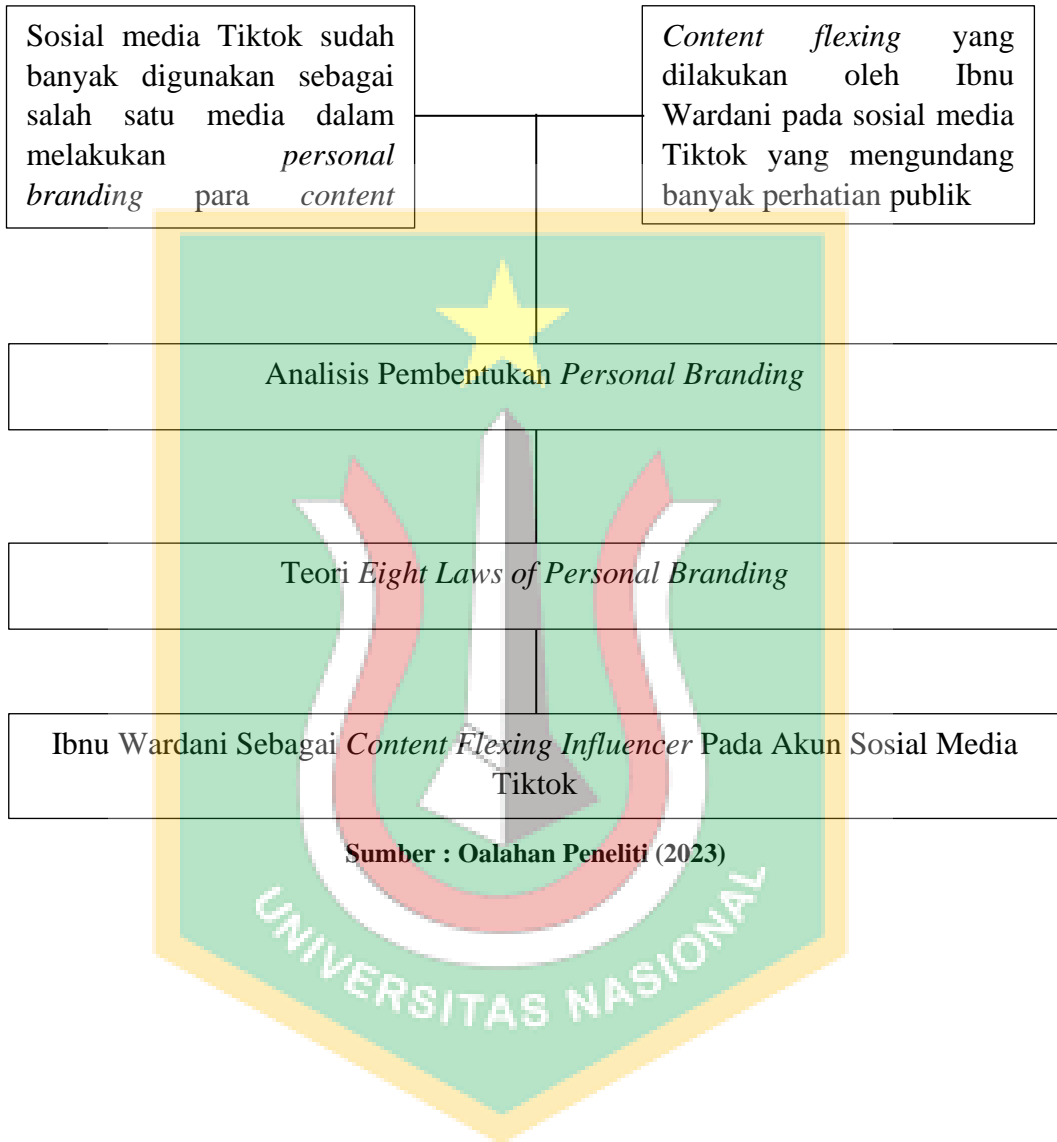 Sosial media Tiktok sudah
banyak digunakan sebagai
salah satu media dalam
melakukan personal
branding para content
Content flexing yang
dilakukan oleh Ibnu
Wardani pada sosial media
Tiktok yang mengundang
banyak perhatian publik
Analisis Pembentukan Personal Branding
Teori Eight Laws of Personal Branding
Ibnu Wardani Sebagai Content Flexing Influencer Pada Akun Sosial Media
Tiktok
Sumber : Oalahan Peneliti (2023)
UNIVERSITAS NASIONAL